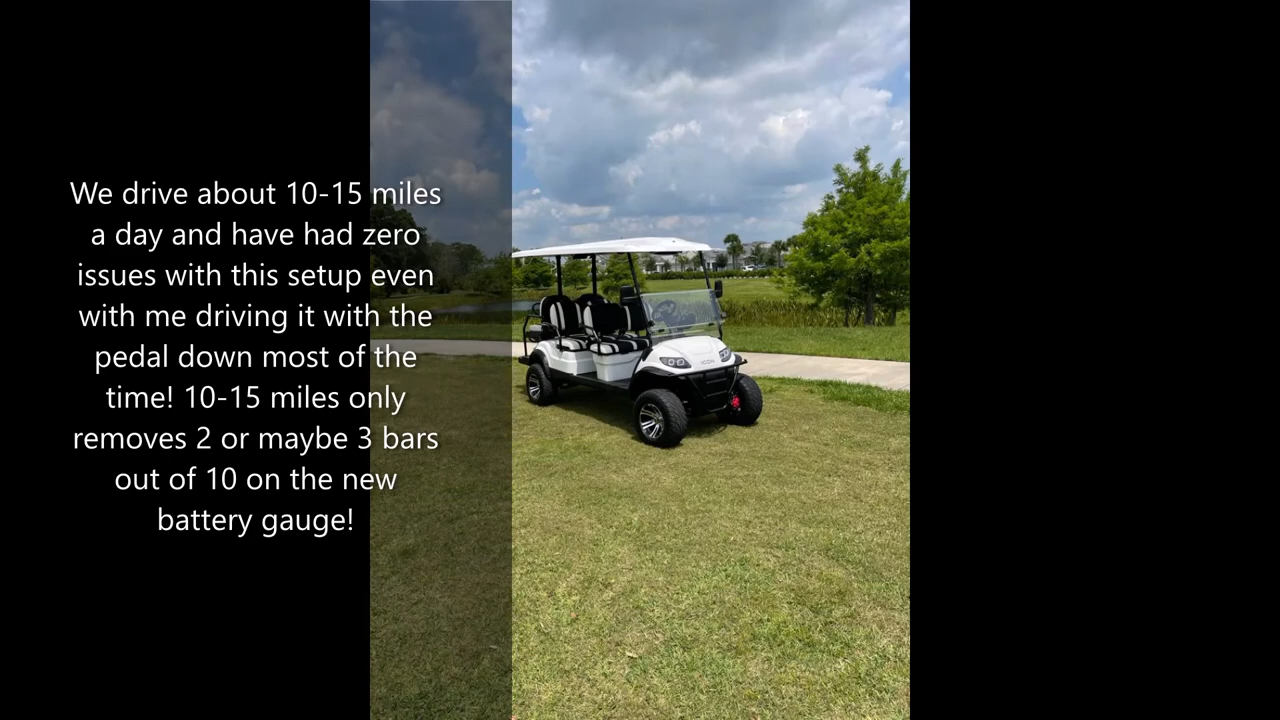 We drive about 10-15 miles
a day and have had zero
issues with this setup even
with me driving it with the
pedal down most of the
time! 10-15 miles only
removes 2 or maybe 3 bars
out of 10 on the new
battery gauge!
ICON